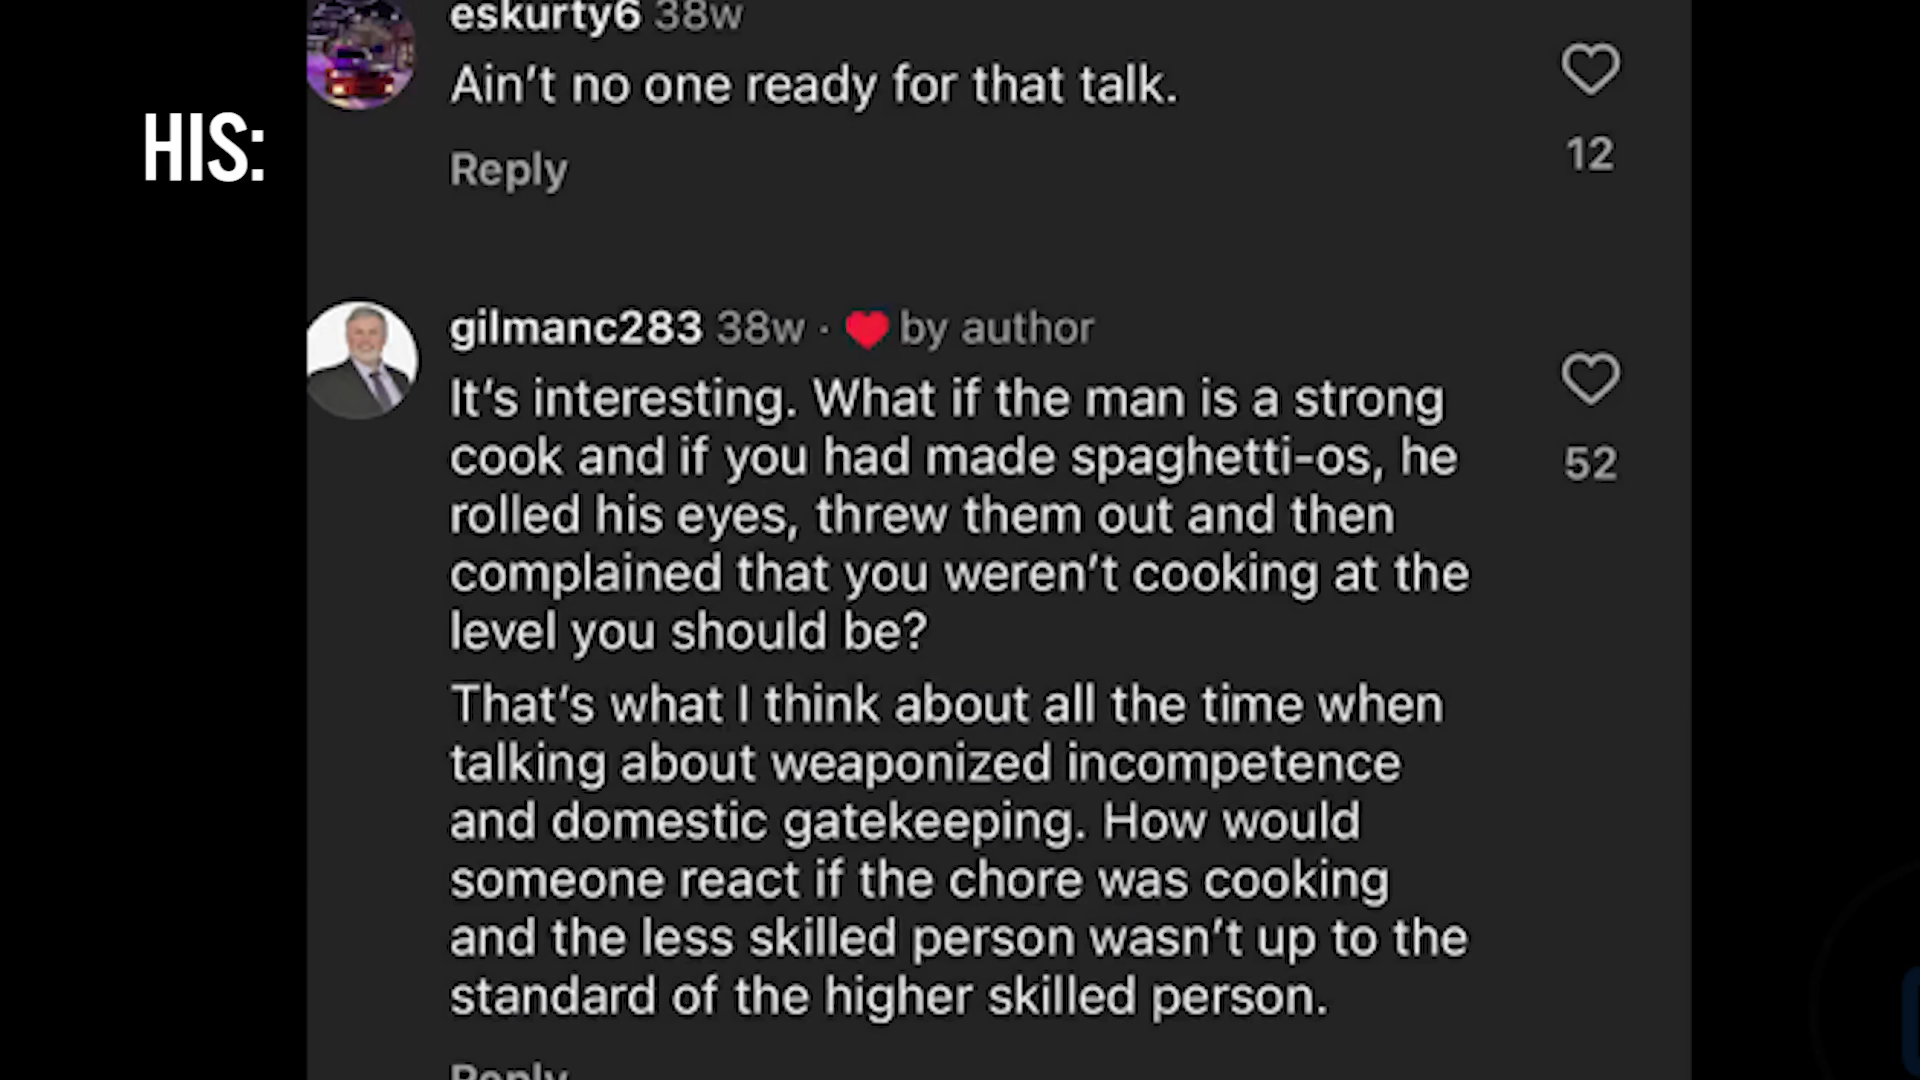 eskurty6 38w
Ain't no one ready for that talk.
12
HIS:
Reply
gilmanc283 38w · ❤️ by author
It's interesting. What if the man is a strong
cook and if you had made spaghetti-os, he
52
rolled his eyes, threw them out and then
complained that you weren't cooking at the
level you should be?
That's what I think about all the time when
talking about weaponized incompetence
and domestic gatekeeping. How would
someone react if the chore was cooking
and the less skilled person wasn't up to the
standard of the higher skilled person.
Reply